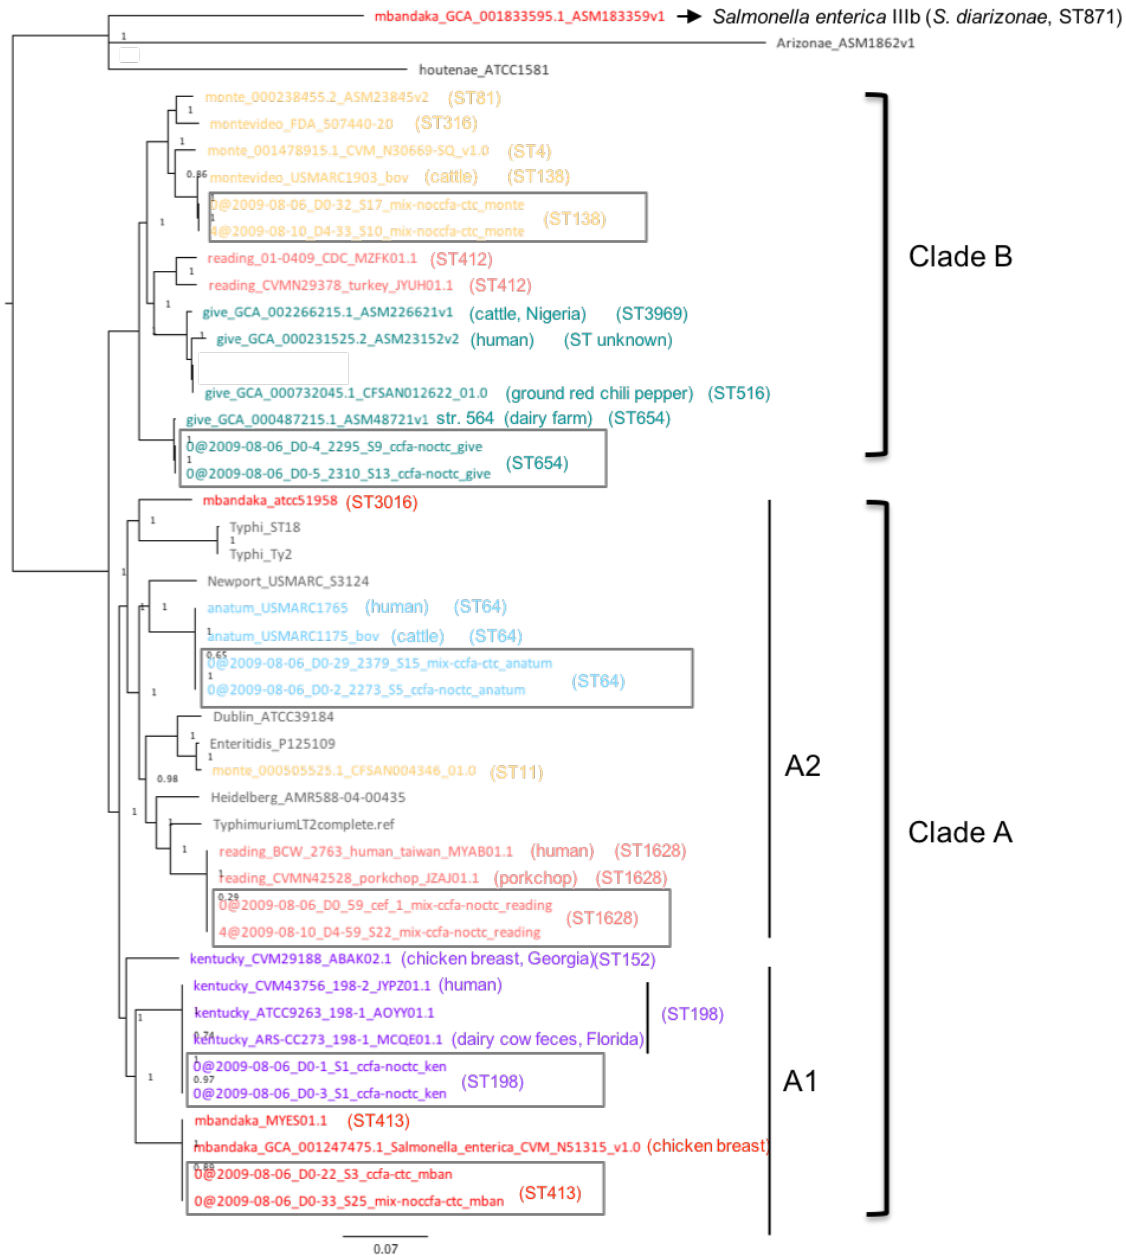 mbandaka_GCA_001833595.1_ASM183359v1 Salmonella enterica IIIb (S. diarizonae, ST871)
1
Arizonae_ASM1862v1
houtenae_ATCC1581
monte_000238455.2_ASM23845v2 (ST81)
1
montevideo_FDA_507440-20 (ST316)
1
monte_001478915.1_CVM_N30669-SQ_v1.0 (ST4)
0.86
montevideo_USMARC1903_bov (cattle) (ST138)
1
0@2009-08-06_D0-32_S17_mix-noccfa-ctc_monte
1
(ST138)
4@2009-08-10_D4-33_S10_mix-noccfa-ctc_monte
1
Clade B
reading_01-0409_CDC_MZFK01.1 (ST412)
1
reading_CVMN29378_turkey_JYUH01.1 (ST412)
1
give_GCA_002266215.1_ASM226621v1 (cattle, Nigeria) (ST3969)
1
give_GCA_000231525.2_ASM23152v2 (human) (ST unknown)
give_GCA_000732045.1_CFSAN012622_01.0 (ground red chili pepper) (ST516)
give_GCA_000487215.1_ASM48721v1 str. 564 (dairy farm) (ST654)
1
0@2009-08-06_D0-4_2295_S9_ccfa-noctc_give
1
(ST654)
0@2009-08-06_D0-5_2310_S13_ccfa-noctc_give
mbandaka_atcc51958 (ST3016)
1
Typhi_ST18
1
Typhi_Ty2
1
Newport_USMARC_S3124
1
1
anatum_USMARC1765 (human) (ST64)
1
anatum_USMARC1175_bov (cattle) (ST64)
0.65
0@2009-08-06_D0-29_2379_S15_mix-ccfa-ctc_anatum
1
(ST64)
0@2009-08-06_D0-2_2273_S5_ccfa-noctc_anatum
1
Dublin_ATCC39184
1
Enteritidis_P125109
1
monte_000505525.1_CFSAN004346_01.0 (ST11)
0.98
A2
Heidelberg_AMR588-04-00435
1
TyphimuriumLT2complete.ref
1
Clade A
reading_BCW_2763_human_taiwan_MYAB01.1 (human) (ST1628)
1
1
reading_CVMN42528_porkchop_JZAJ01.1 (porkchop) (ST1628)
0.29
0@2009-08-06_D0_59_cef_1_mix-ccfa-noctc_reading
(ST1628)
4@2009-08-10_D4-59_S22_mix-ccfa-noctc_reading
kentucky_CVM29188_ABAK02.1 (chicken breast, Georgia)(ST152)
kentucky_CVM43756_198-2_JYPZ01.1 (human)
1
1
kentucky_ATCC9263_198-1_AOYY01.1
(ST198)
0.74
kentucky_ARS-CC273_198-1_MCQE01.1 (dairy cow feces, Florida)
1
0@2009-08-06_D0-1_S1_ccfa-noctc_ken
0.97
(ST198)
0@2009-08-06_D0-3_S1_ccfa-noctc_ken
1
A1
mbandaka_MYES01.1 (ST413)
1
mbandaka_GCA_001247475.1_Salmonella_enterica_CVM_N51315_v1.0 (chicken breast)
0.89
0@2009-08-06_D0-22_S3_ccfa-ctc_mban
0@2009-08-06_D0-33_S25_mix-noccfa-ctc_mban (ST413)
0.07